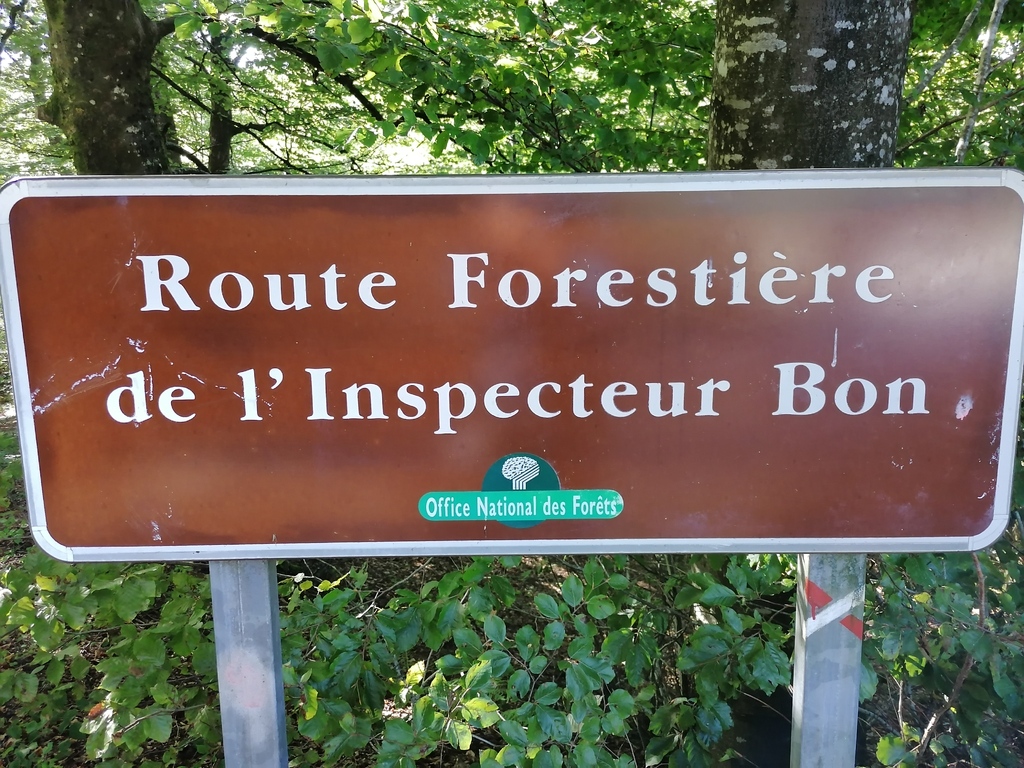 Route Forestière
de l'Inspecteur Bon
Office National des Forêts